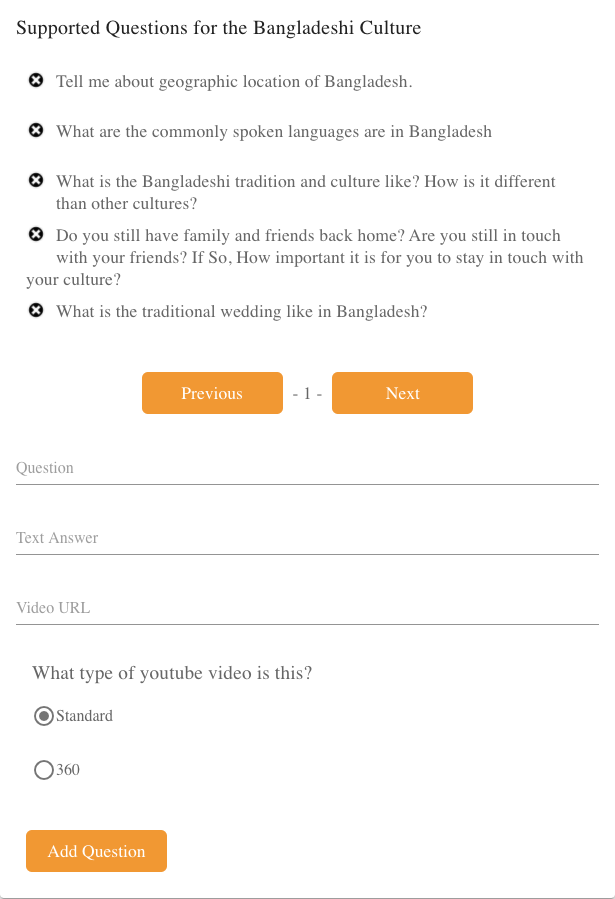 Supported Questions for the Bangladeshi Culture
Tell me about geographic location of Bangladesh.
What are the commonly spoken languages are in Bangladesh
What is the Bangladeshi tradition and culture like? How is it different
than other cultures?
Do you still have family and friends back home? Are you still in touch
with your friends? If So, How important it is for you to stay in touch with
your culture?
What is the traditional wedding like in Bangladesh?
Previous - 1 - Next
Question
Text Answer
Video URL
What type of youtube video is this?
Standard
360
Add Question